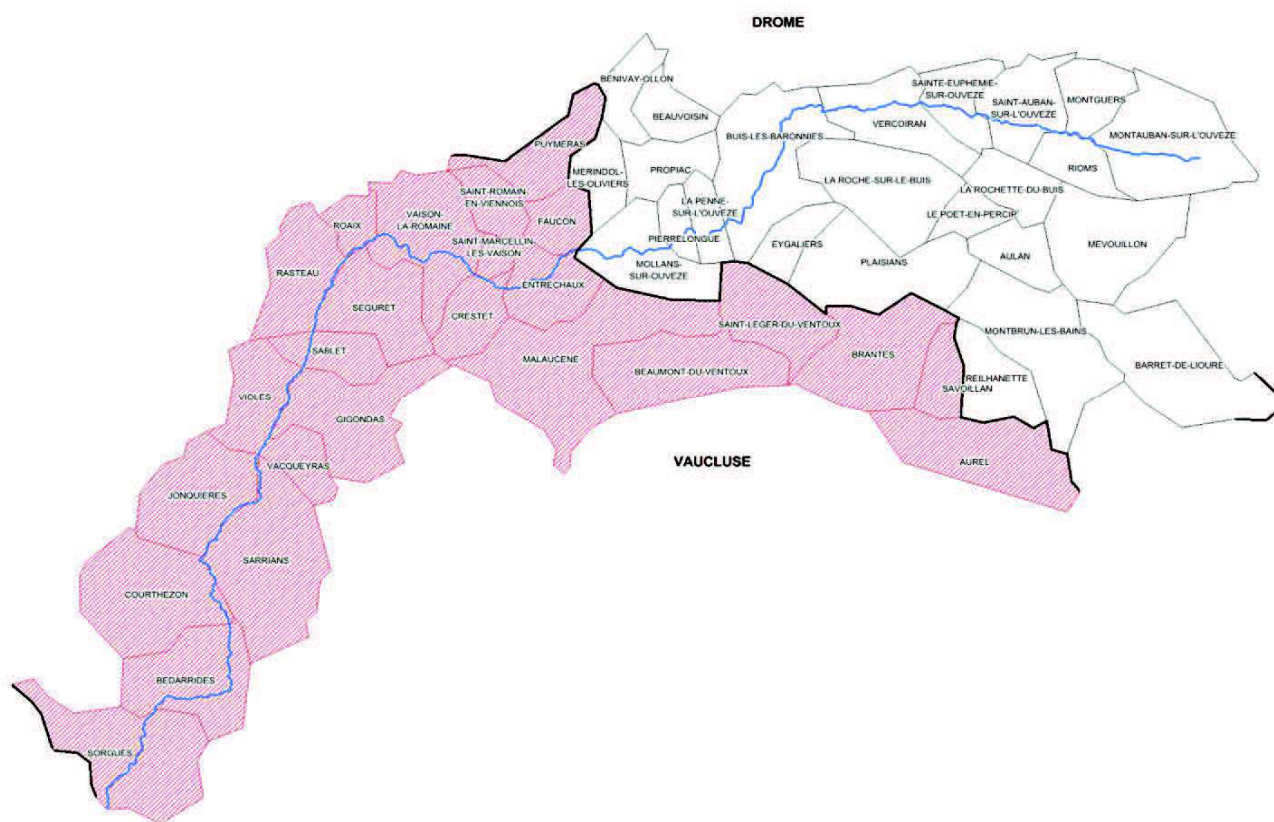 DROME
BENIVAY-OLLON
BEAUVOISIN
SAINTE-EUPHEMIE-
SUR-OUVEZE
SAINT-AUBAN-
SUR-L'OUVEZE
MONTGUERS
MONTAUBAN-SUR-L'OUVEZE
VERCOIRAN
BUIS-LES-BARONNIES
RIOMS
PUYMERAS
MERINDOL-
LES-OLIVIERS
PROPIAC
LA ROCHE-SUR-LE-BUIS
LA ROCHETTE-DU-BUIS
SAINT-ROMAIN-
EN-VIENNOIS
LA PENNE-
SUR-L'OUVEZE
LE POET-EN-PERCIP
ROAIX
VAISON-
LA-ROMAINE
FAUCON
PIERRELONGUE
EYGALIERS
MEVOUILLON
SAINT-MARCELLIN-
LES-VAISON
MOLLANS-
SUR-OUVEZE
PLAISIANS
AULAN
RASTEAU
ENTRECHAUX
SEGURET
CRESTET
SAINT-LEGER-DU-VENTOUX
MONTBRUN-LES-BAINS
SABLET
MALAUCENE
BEAUMONT-DU-VENTOUX
BRANTES
BARRET-DE-LIOURE
REILHANETTE
SAVOILLAN
VIOLES
GIGONDAS
VACQUEYRAS
VAUCLUSE
AUREL
JONQUIERES
SARRIANS
COURTHEZON
BEDARRIDES
SORGUES